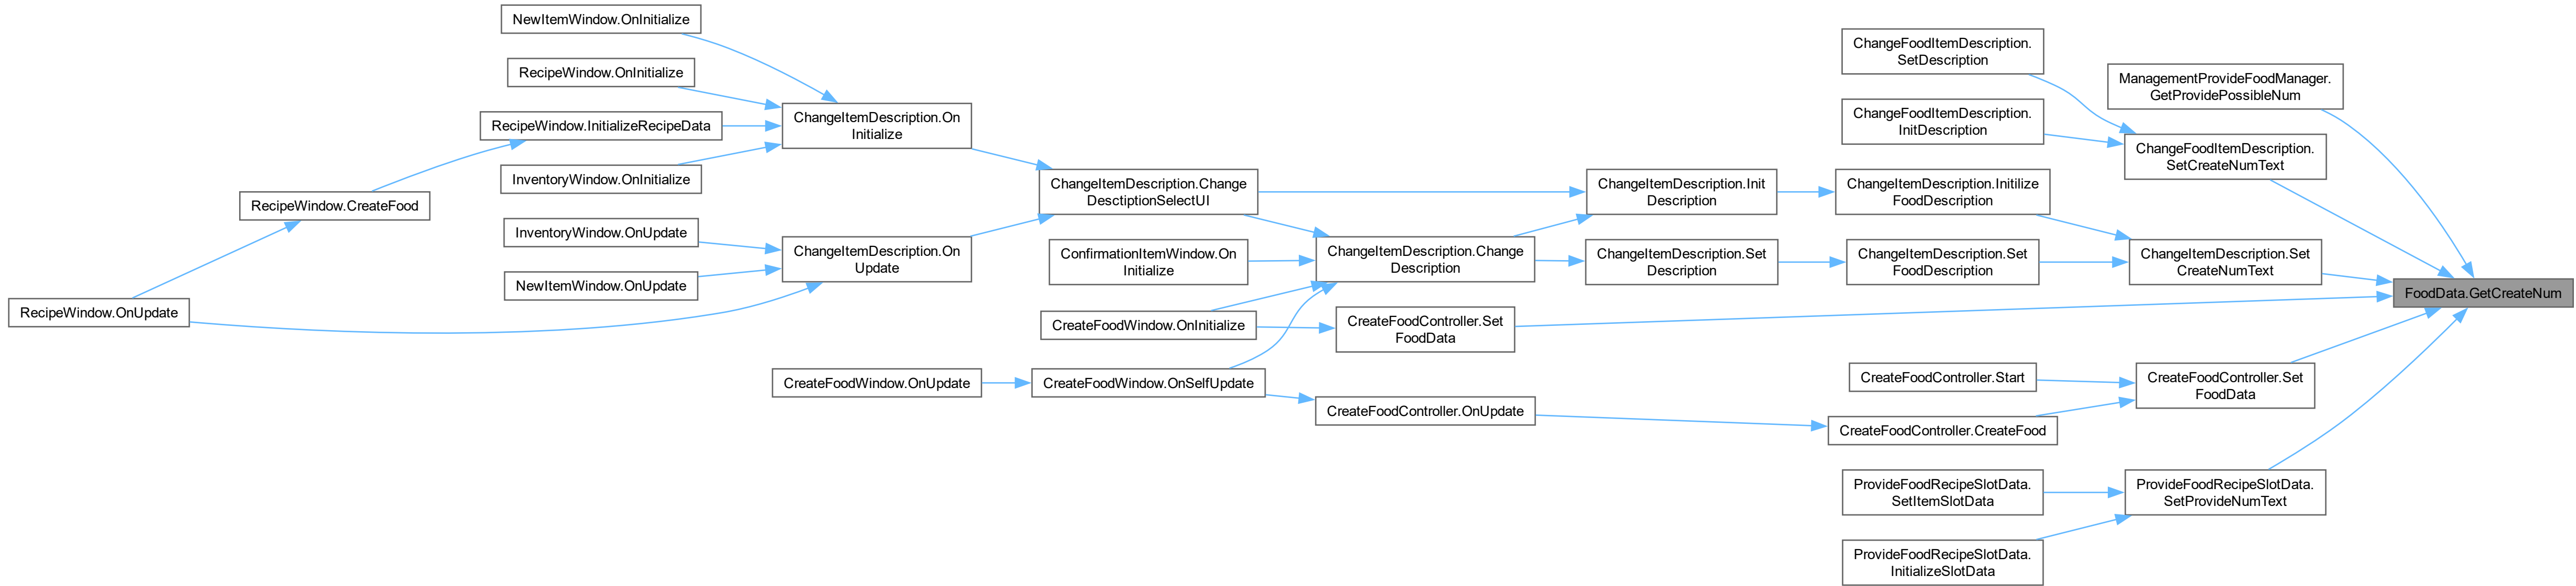 NewItemWindow.OnInitialize
RecipeWindow.OnInitialize
RecipeWindow.InitializeRecipeData
InventoryWindow.OnInitialize
RecipeWindow.CreateFood
InventoryWindow.OnUpdate
NewItemWindow.OnUpdate
RecipeWindow.OnUpdate
ChangeItemDescription.On
Initialize
ChangeItemDescription.On
Update
CreateFoodWindow.OnUpdate
ChangeItemDescription.Change
DesctiptionSelectUI
ConfirmationItemWindow.On
Initialize
CreateFoodWindow.OnInitialize
CreateFoodWindow.OnSelfUpdate
ChangeItemDescription.Change
Description
CreateFoodController.Set
FoodData
CreateFoodController.OnUpdate
ChangeItemDescription.Init
Description
ChangeItemDescription.Set
Description
ChangeFoodItemDescription.
SetDescription
ChangeFoodItemDescription.
InitDescription
ChangeItemDescription.Initilize
FoodDescription
ChangeItemDescription.Set
FoodDescription
CreateFoodController.Start
CreateFoodController.CreateFood
ProvideFoodRecipeSlotData.
SetItemSlotData
ProvideFoodRecipeSlotData.
InitializeSlotData
ManagementProvideFoodManager.
GetProvidePossibleNum
ChangeFoodItemDescription.
SetCreateNumText
ChangeItemDescription.Set
CreateNumText
CreateFoodController.Set
FoodData
ProvideFoodRecipeSlotData.
SetProvideNumText
FoodData.GetCreateNum